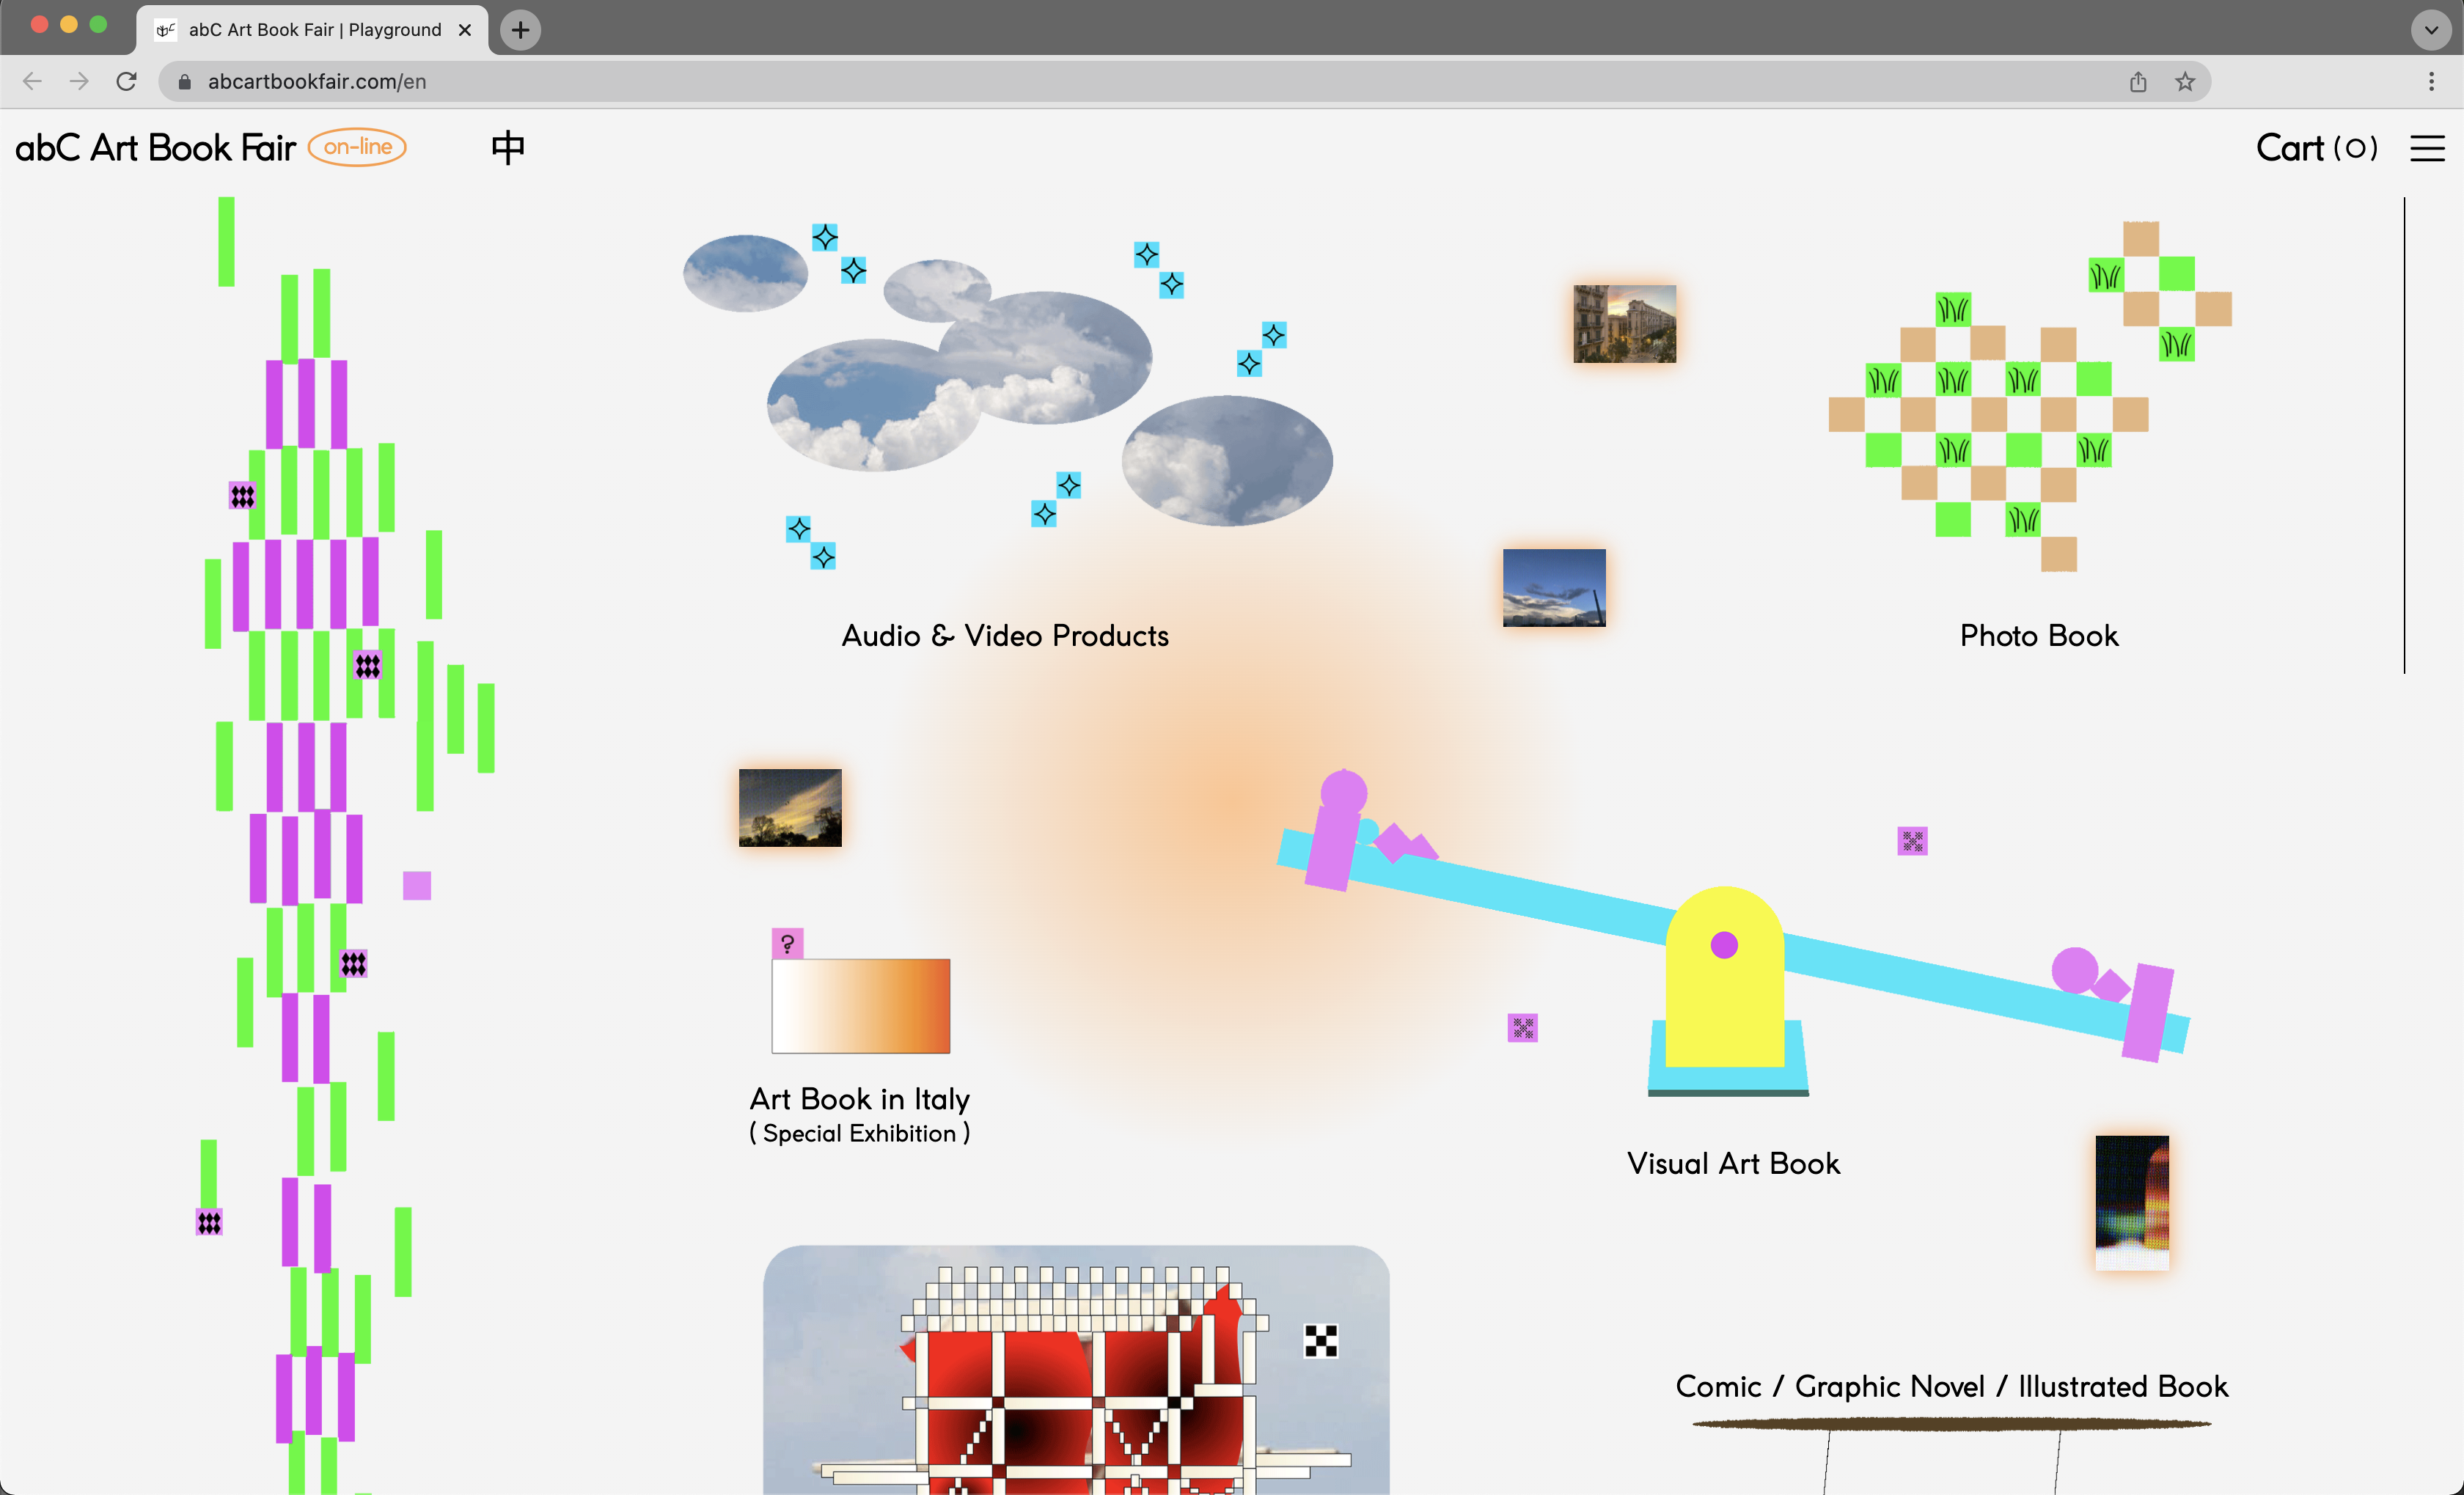 abC Art Book Fair | Playground
abcartbookfair.com/en
abC Art Book Fair on-line 中 Cart (0)
Audio & Video Products
Photo Book
?
Art Book in Italy
( Special Exhibition )
Visual Art Book
Comic / Graphic Novel / Illustrated Book